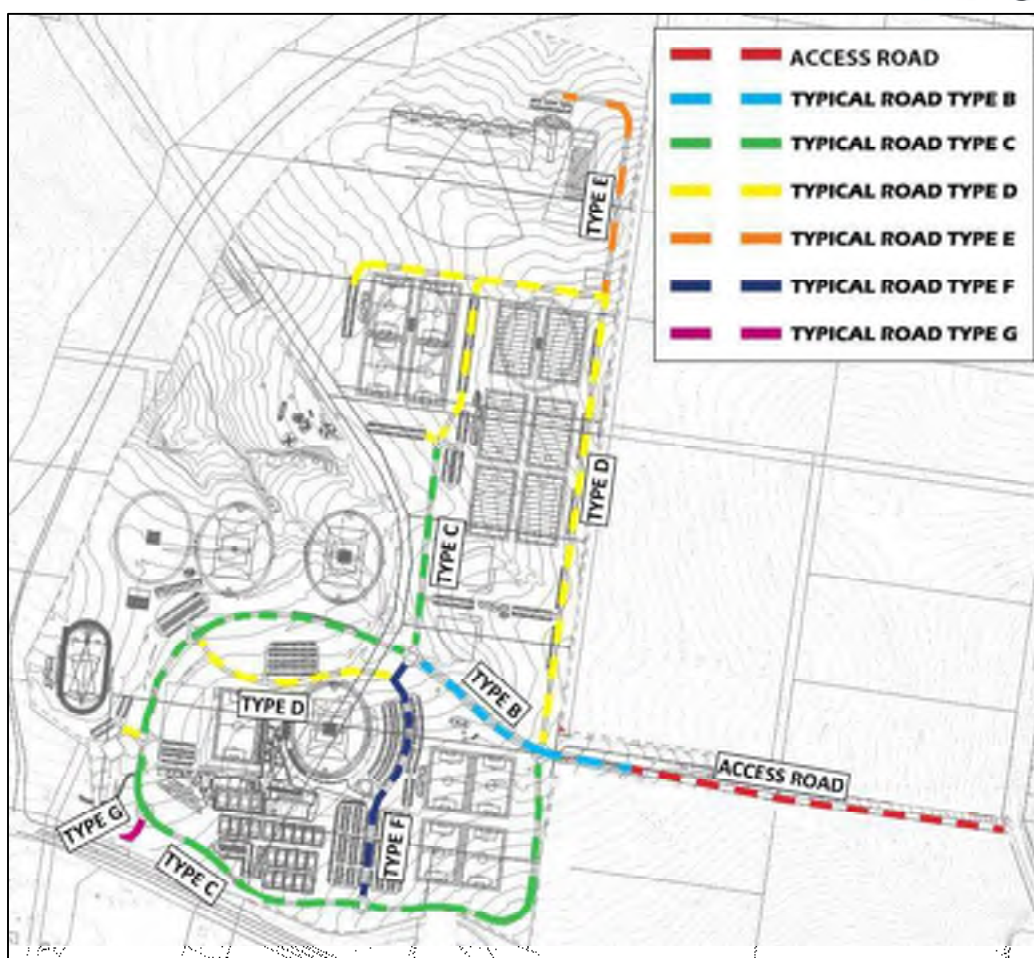 ACCESS ROAD
TYPICAL ROAD TYPE B
TYPICAL ROAD TYPE C
TYPICAL ROAD TYPE D
TYPICAL ROAD TYPE E
TYPICAL ROAD TYPE F
TYPICAL ROAD TYPE G
TYPE E
TYPE D
TYPE C
TYPE B
TYPE D
ACCESS ROAD
TYPE G
TYPE F
TYPE C